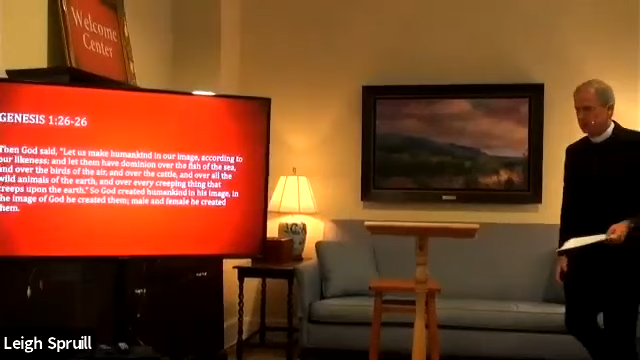 Welcome
Center
GENESIS 1:26-26
Then God said, "Let us make humankind in our image, according to
our likeness; and let them have dominion over the fish of the sea,
and over the birds of the air, and over the cattle, and over all the
wild animals of the earth, and over every creeping thing that
creeps upon the earth." So God created humankind in his image, in
the image of God he created them; male and female he created
them.
Leigh Spruill